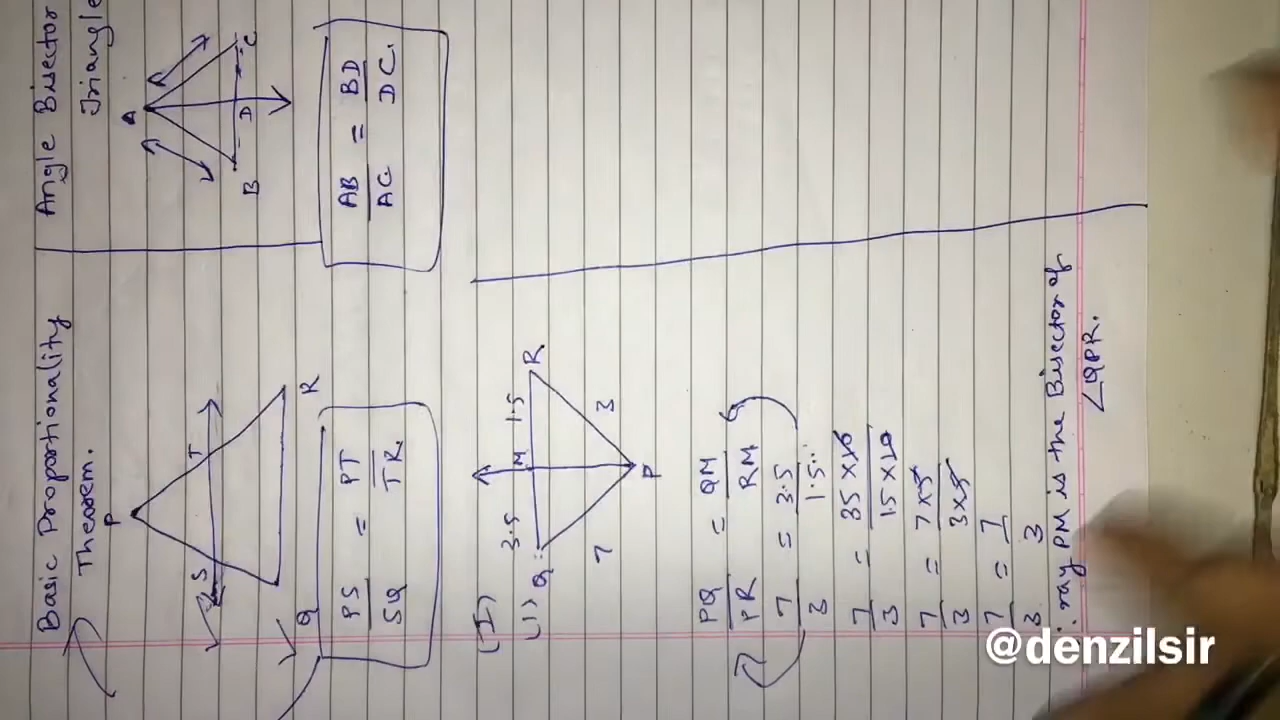 Basic Proportionality
Theorem.
P
S
T
Q
R
PS = PT
SQ TR
Angle Bisector
Triangle
A
B
D
C
AB = BD
AC DC
(I)
(1)
Q
3.5
M
1.5
R
7
3
P
PQ = QM
PR RM
7 = 3.5
3 1.5
7 = 35 x 10
3 15 x 10
7 = 7 x 5
3 3 x 5
7 = 7
3 3
∴ ray PM is the Bisector of
∠QPR.
@denzilsir